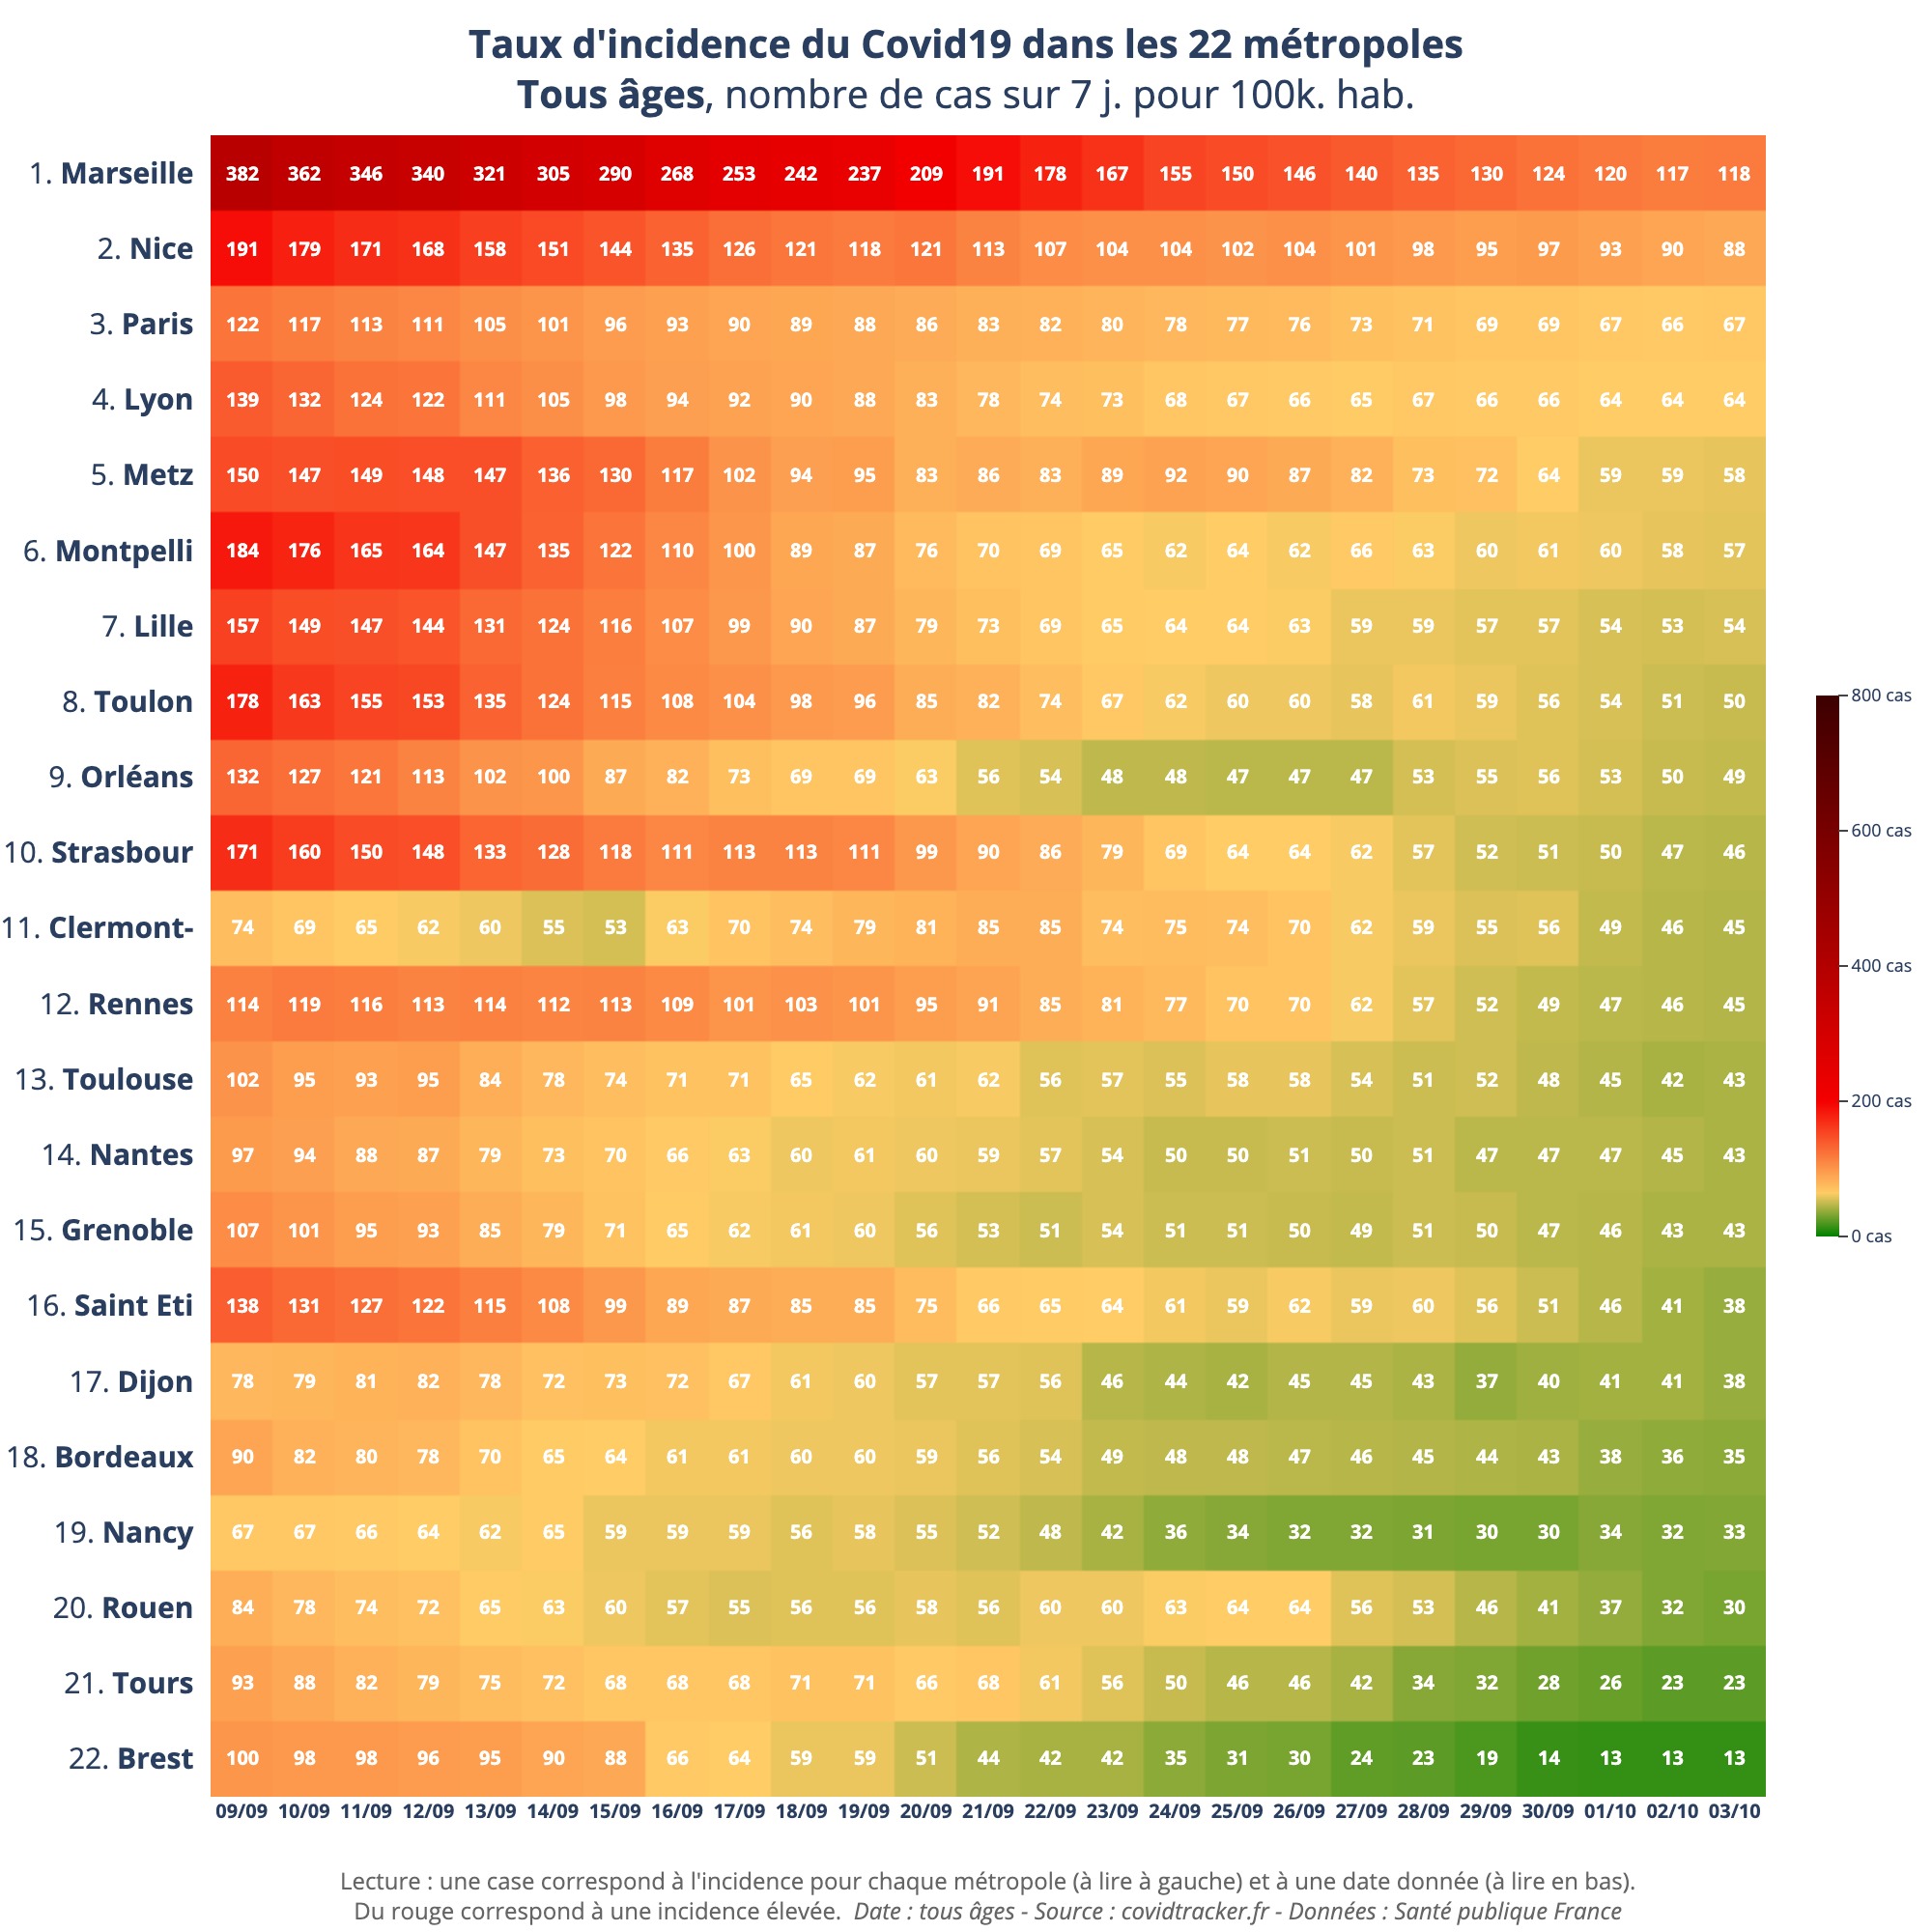 Taux d'incidence du Covid19 dans les 22 métropoles
Tous âges, nombre de cas sur 7 j. pour 100k. hab.
1. Marseille 382 362 346 340 321 305 290 268 253 242 237 209 191 178 167 155 150 146 140 135 130 124 120 117 118
2. Nice 191 179 171 168 158 151 144 135 126 121 118 121 113 107 104 104 102 104 101 98 95 97 93 90 88
3. Paris 122 117 113 111 105 101 96 93 90 89 88 86 83 82 80 78 77 76 73 71 69 69 67 66 67
4. Lyon 139 132 124 122 111 105 98 94 92 90 88 83 78 74 73 68 67 66 65 67 66 66 64 64 64
5. Metz 150 147 149 148 147 136 130 117 102 94 95 83 86 83 89 92 90 87 82 73 72 64 59 59 58
6. Montpelli 184 176 165 164 147 135 122 110 100 89 87 76 70 69 65 62 64 62 66 63 60 61 60 58 57
7. Lille 157 149 147 144 131 124 116 107 99 90 87 79 73 69 65 64 64 63 59 59 57 57 54 53 54
8. Toulon 178 163 155 153 135 124 115 108 104 98 96 85 82 74 67 62 60 60 58 61 59 56 54 51 50
800 cas
9. Orléans 132 127 121 113 102 100 87 82 73 69 69 63 56 54 48 48 47 47 47 53 55 56 53 50 49
10. Strasbour 171 160 150 148 133 128 118 111 113 113 111 99 90 86 79 69 64 64 62 57 52 51 50 47 46
600 cas
11. Clermont- 74 69 65 62 60 55 53 63 70 74 79 81 85 85 74 75 74 70 62 59 55 56 49 46 45
400 cas
12. Rennes 114 119 116 113 114 112 113 109 101 103 101 95 91 85 81 77 70 70 62 57 52 49 47 46 45
13. Toulouse 102 95 93 95 84 78 74 71 71 65 62 61 62 56 57 55 58 58 54 51 52 48 45 42 43
200 cas
14. Nantes 97 94 88 87 79 73 70 66 63 60 61 60 59 57 54 50 50 51 50 51 47 47 47 45 43
15. Grenoble 107 101 95 93 85 79 71 65 62 61 60 56 53 51 54 51 51 50 49 51 50 47 46 43 43
0 cas
16. Saint Eti 138 131 127 122 115 108 99 89 87 85 85 75 66 65 64 61 59 62 59 60 56 51 46 41 38
17. Dijon 78 79 81 82 78 72 73 72 67 61 60 57 57 56 46 44 42 45 45 43 37 40 41 41 38
18. Bordeaux 90 82 80 78 70 65 64 61 61 60 60 59 56 54 49 48 48 47 46 45 44 43 38 36 35
19. Nancy 67 67 66 64 62 65 59 59 59 56 58 55 52 48 42 36 34 32 32 31 30 30 34 32 33
20. Rouen 84 78 74 72 65 63 60 57 55 56 56 58 56 60 60 63 64 64 56 53 46 41 37 32 30
21. Tours 93 88 82 79 75 72 68 68 68 71 71 66 68 61 56 50 46 46 42 34 32 28 26 23 23
22. Brest 100 98 98 96 95 90 88 66 64 59 59 51 44 42 42 35 31 30 24 23 19 14 13 13 13
09/09 10/09 11/09 12/09 13/09 14/09 15/09 16/09 17/09 18/09 19/09 20/09 21/09 22/09 23/09 24/09 25/09 26/09 27/09 28/09 29/09 30/09 01/10 02/10 03/10
Lecture : une case correspond à l'incidence pour chaque métropole (à lire à gauche) et à une date donnée (à lire en bas).
Du rouge correspond à une incidence élevée. Date : tous âges - Source : covidtracker.fr - Données : Santé publique France